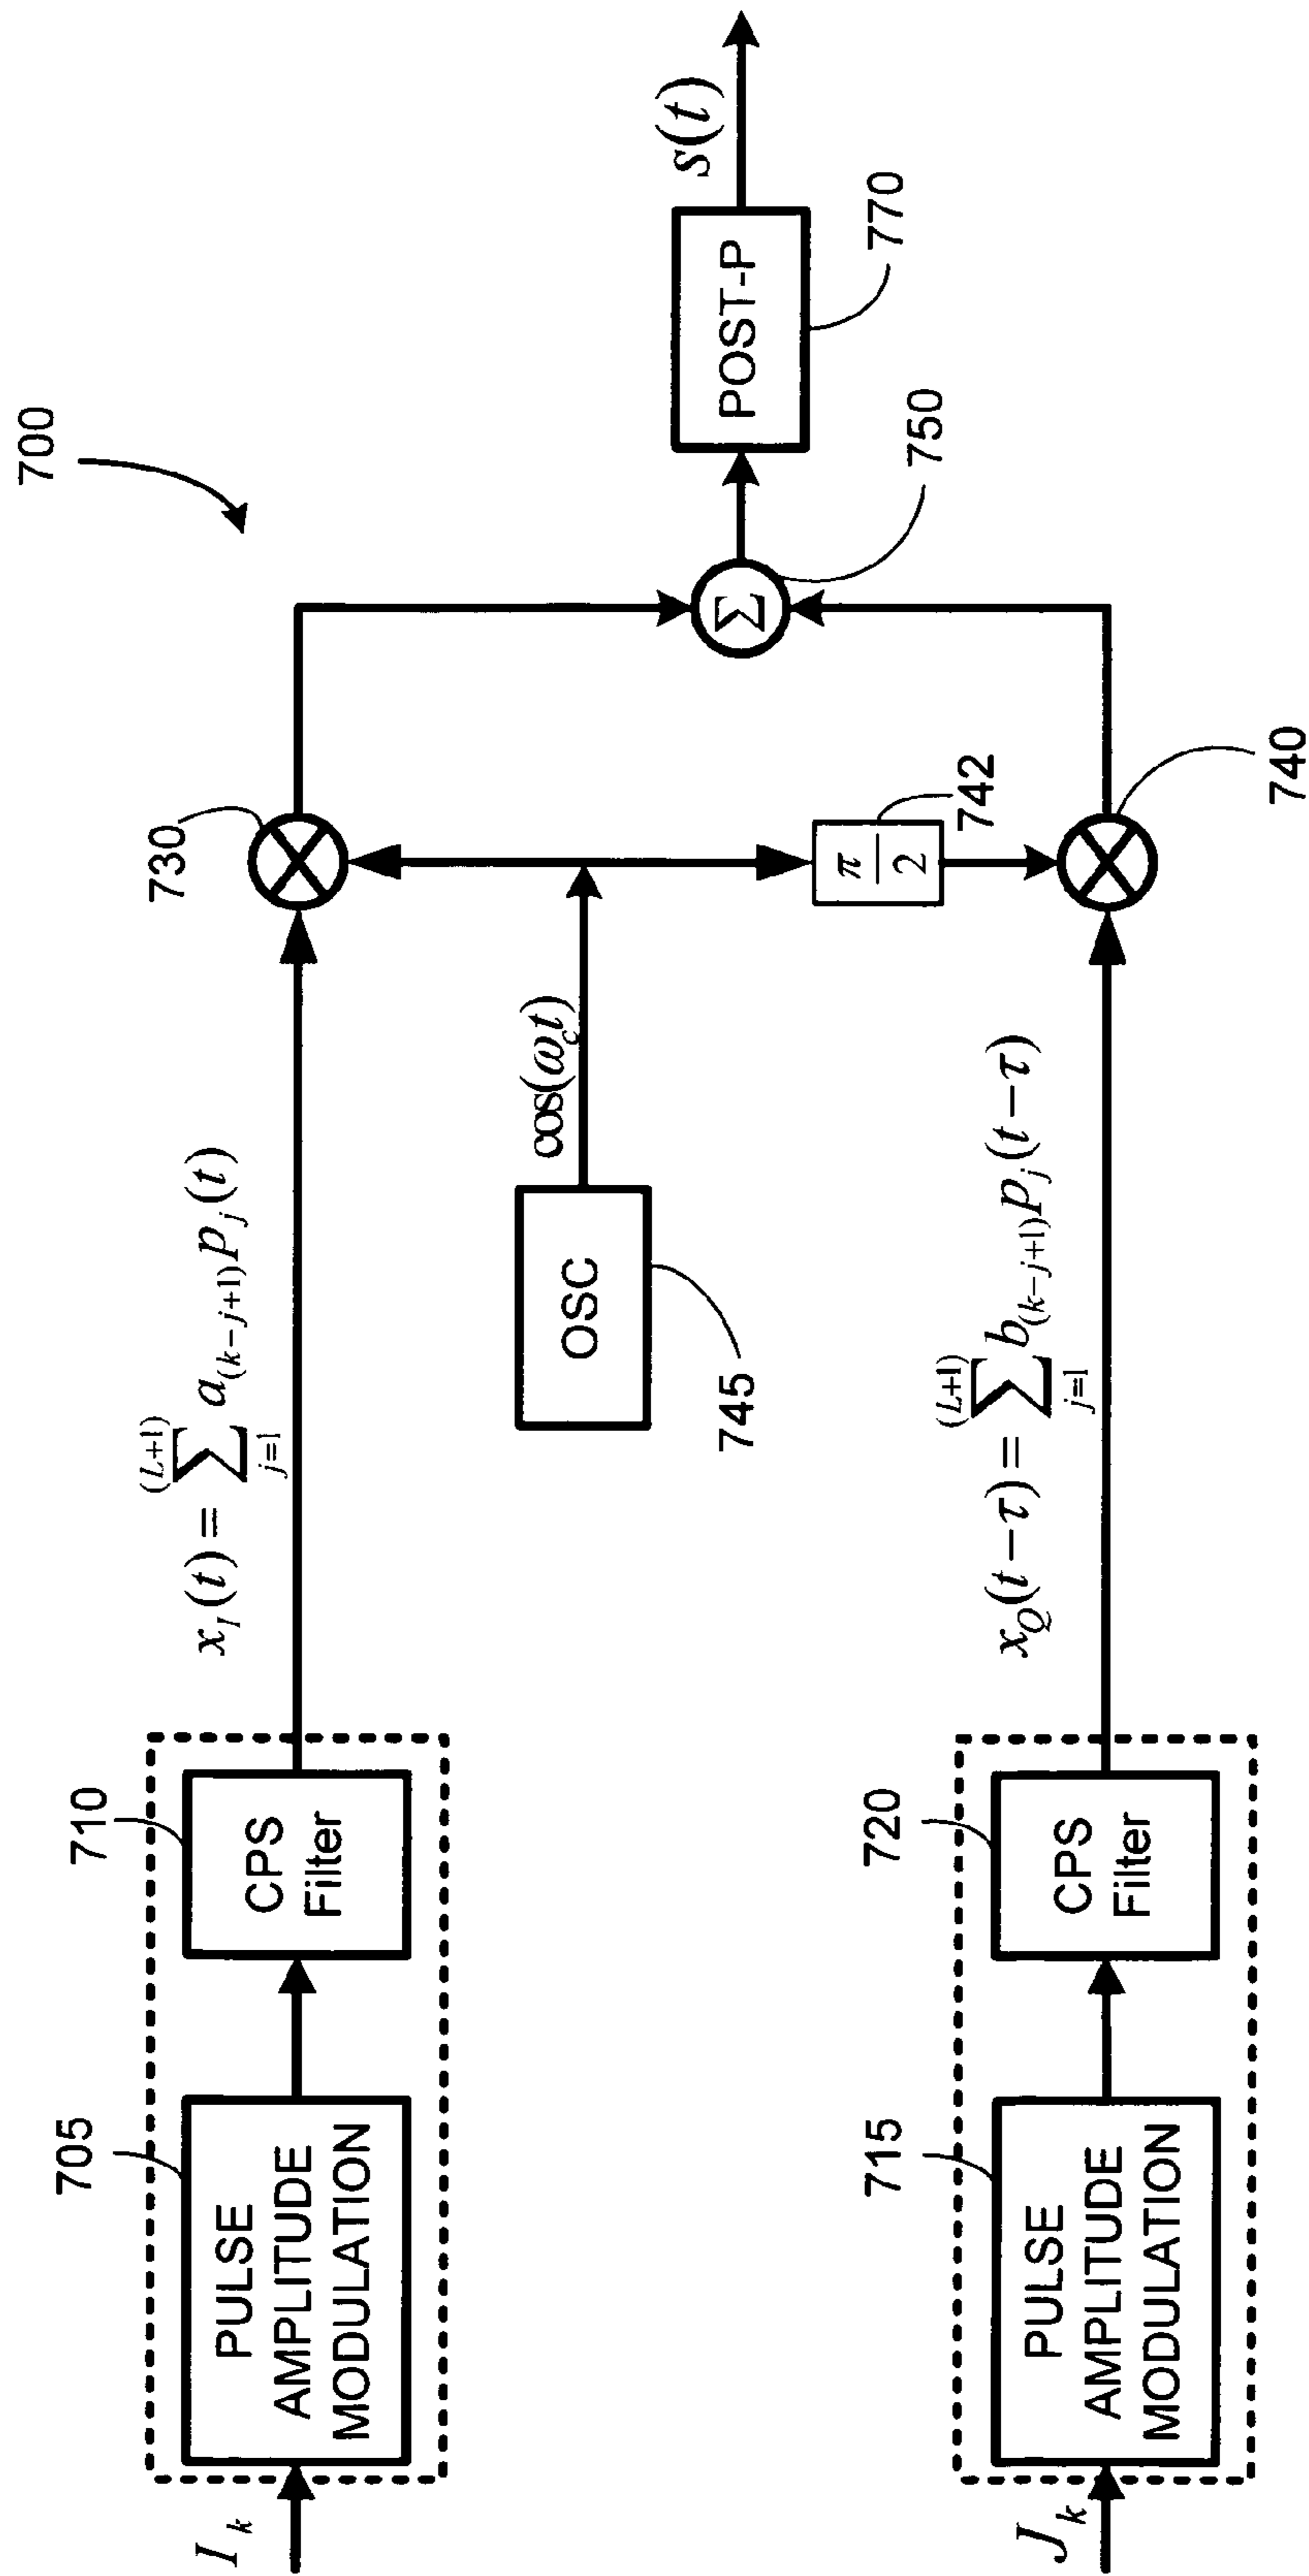 700
I_k
705
PULSE
AMPLITUDE
MODULATION
710
CPS
Filter
x_I(t) = \sum_{j=1}^{(L+1)} a_{(k-j+1)} p_j(t)
730
OSC
745
cos(ω_c t)
π/2
742
Σ
750
POST-P
770
s(t)
J_k
715
PULSE
AMPLITUDE
MODULATION
720
CPS
Filter
x_Q(t-τ) = \sum_{j=1}^{(L+1)} b_{(k-j+1)} p_j(t-τ)
740